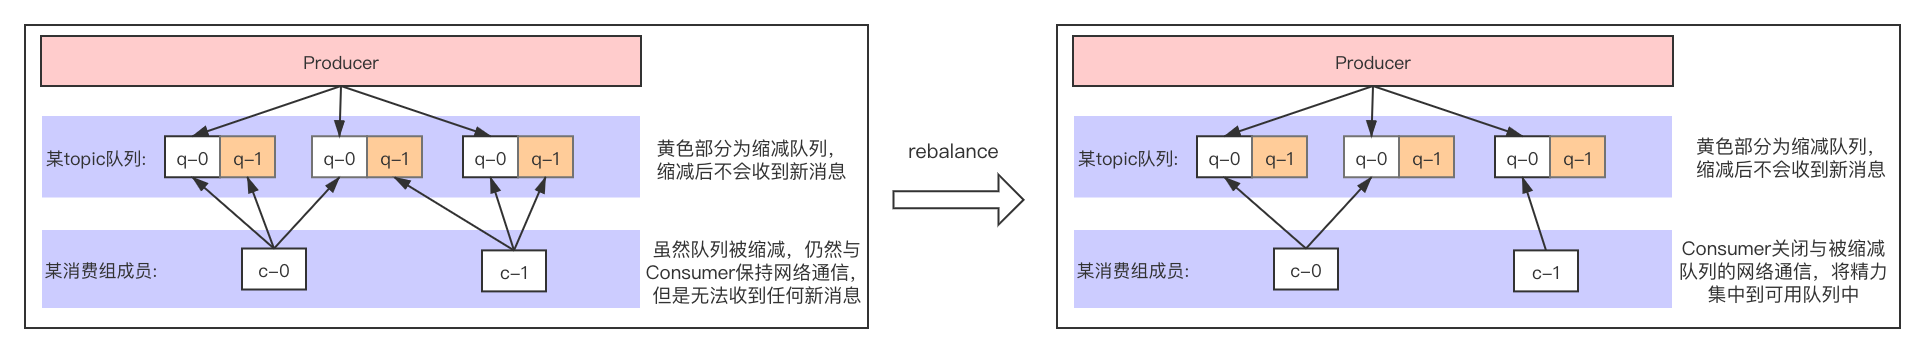 Producer
某topic队列:
q-0
q-1
q-0
q-1
q-0
q-1
黄色部分为缩减队列，
缩减后不会收到新消息
某消费组成员:
c-0
c-1
虽然队列被缩减，仍然与
Consumer保持网络通信，
但是无法收到任何新消息
rebalance
Producer
某topic队列:
q-0
q-1
q-0
q-1
q-0
q-1
黄色部分为缩减队列，
缩减后不会收到新消息
某消费组成员:
c-0
c-1
Consumer关闭与被缩减
队列的网络通信，将精力
集中到可用队列中